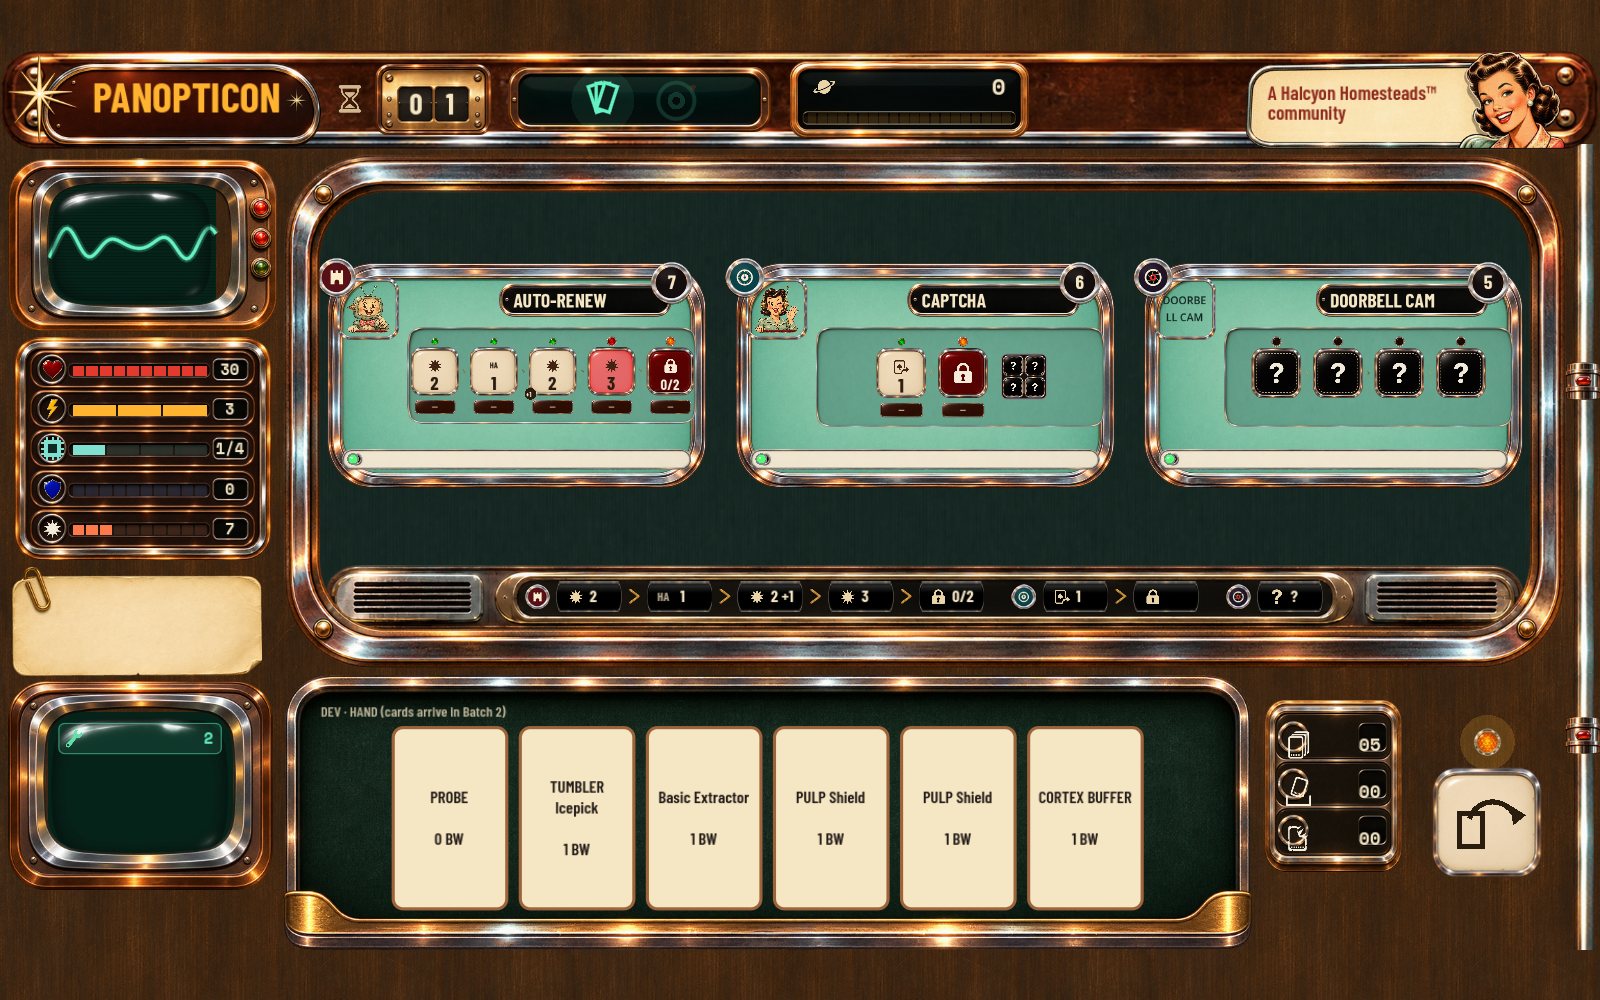 PANOPTICON
0 1
0
A Halcyon Homesteads™
community
30
3
1/4
0
7
2
AUTO-RENEW
7
2
HA
1
+1
2
3
0/2
CAPTCHA
6
1
? ?
? ?
DOORBE
LL CAM
DOORBELL CAM
5
? ? ? ?
2 > HA 1 > 2 +1 > 3 > 0/2
1 >
? ?
DEV · HAND (cards arrive in Batch 2)
PROBE
0 BW
TUMBLER
Icepick
1 BW
Basic Extractor
1 BW
PULP Shield
1 BW
PULP Shield
1 BW
CORTEX BUFFER
1 BW
05
00
00